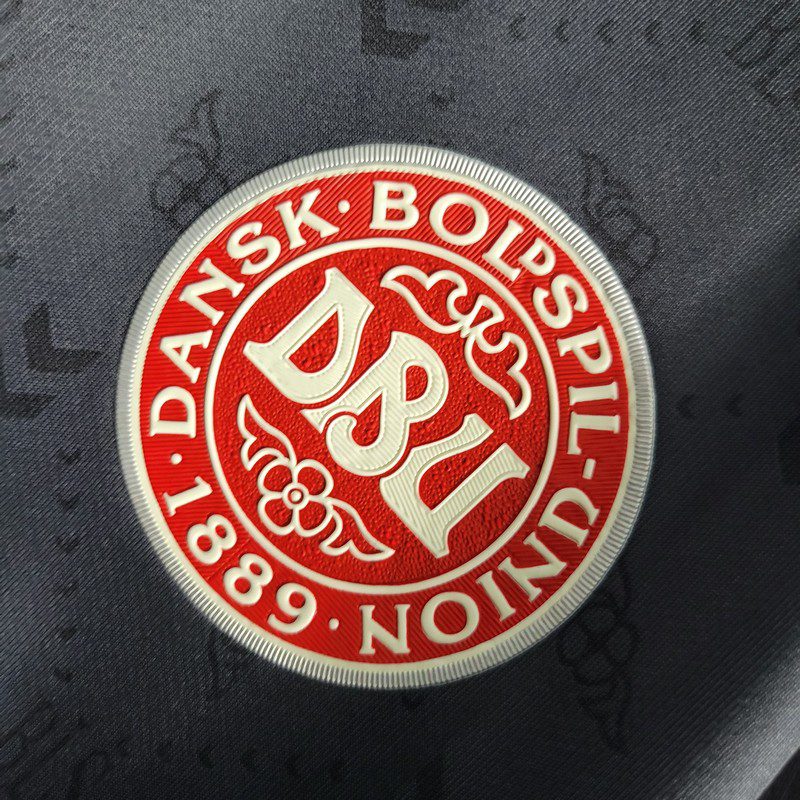 DANSK · BOLDSPIL-UNION · 1889 ·
DBU